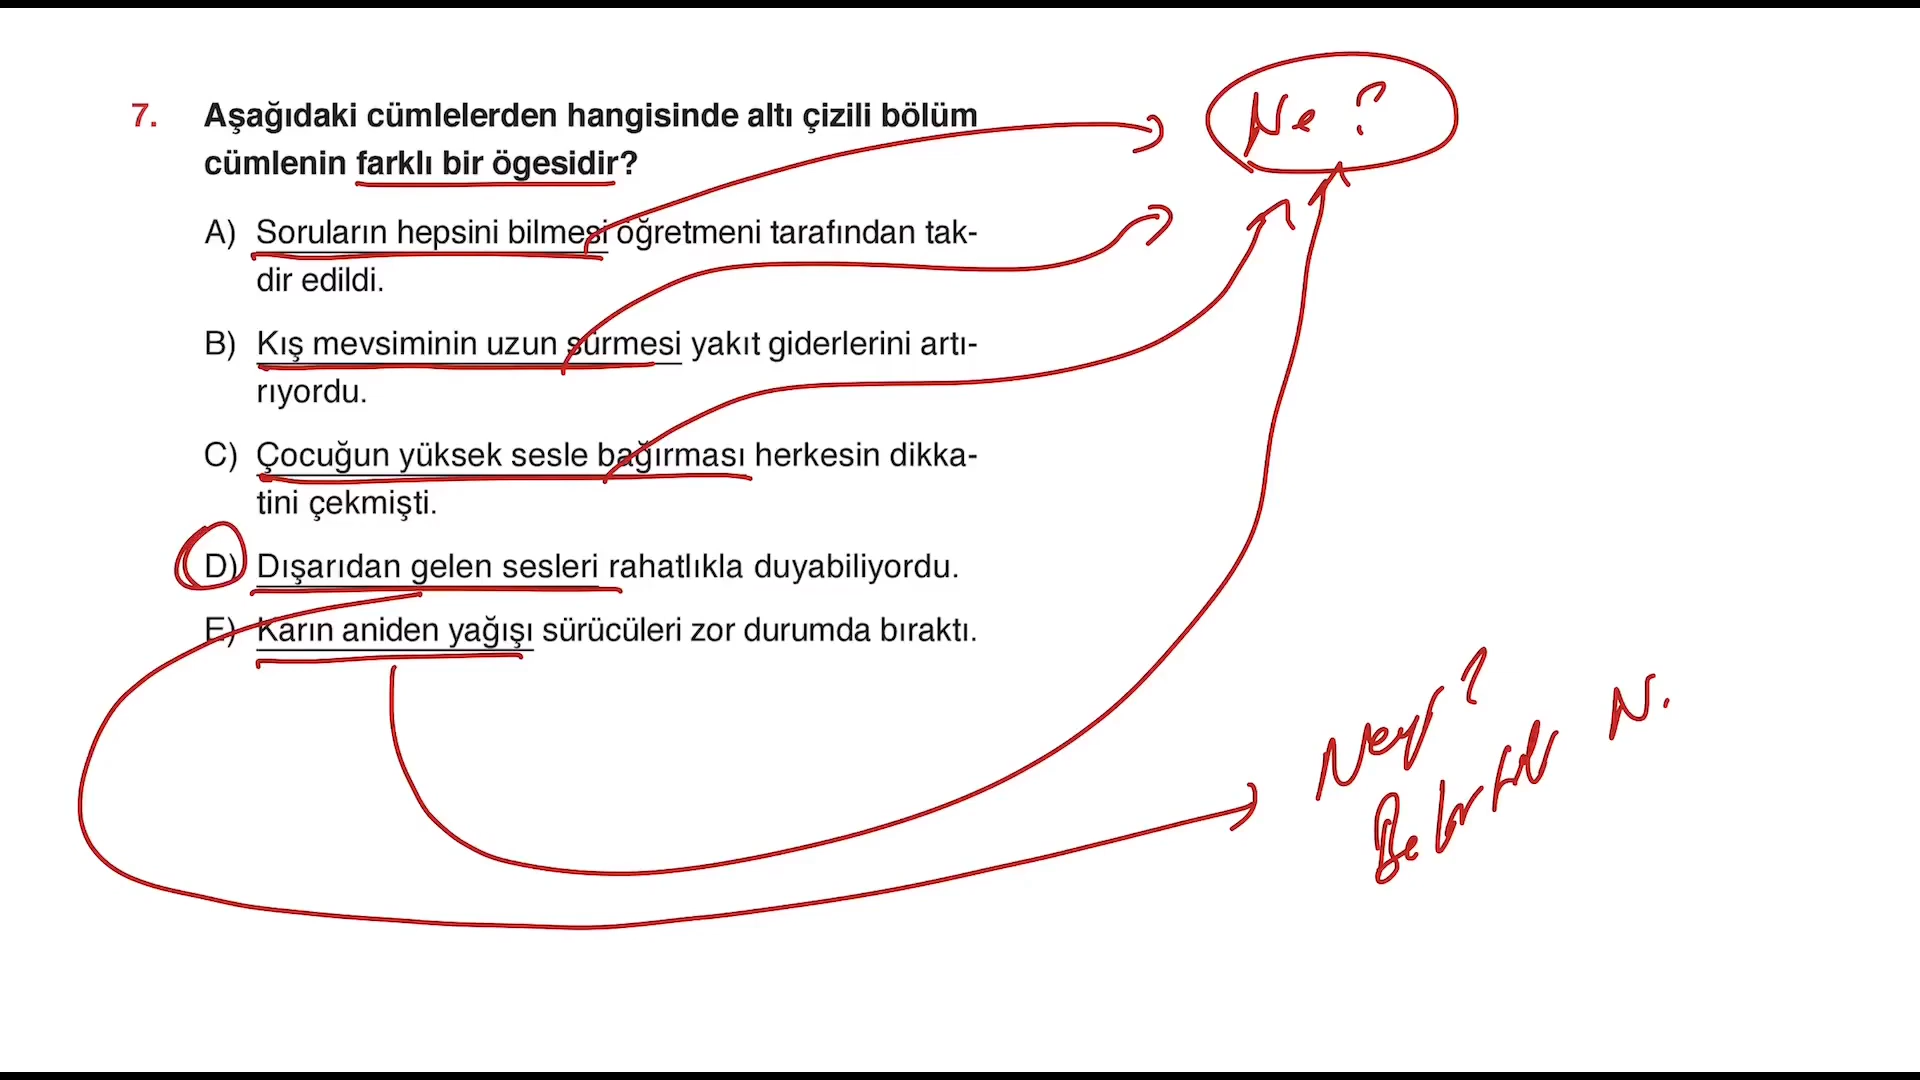 7. Aşağıdaki cümlelerden hangisinde altı çizili bölüm
cümlenin farklı bir ögesidir?
A) Soruların hepsini bilmesi öğretmeni tarafından tak-
dir edildi.
B) Kış mevsiminin uzun sürmesi yakıt giderlerini artı-
rıyordu.
C) Çocuğun yüksek sesle bağırması herkesin dikka-
tini çekmişti.
D) Dışarıdan gelen sesleri rahatlıkla duyabiliyordu.
E) Karın aniden yağışı sürücüleri zor durumda bıraktı.
Ne ?
Neyi ?
N.